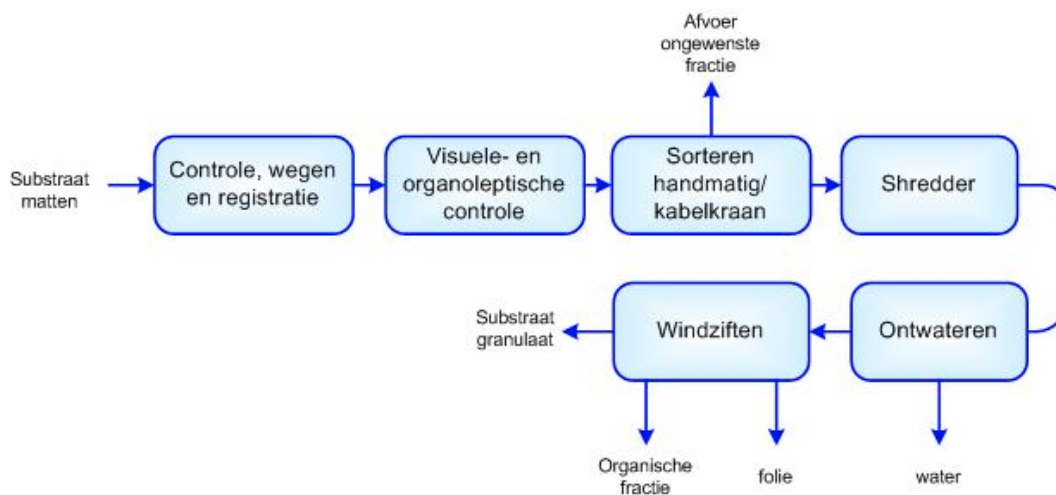 Afvoer
ongewenste
fractie
Substraat
matten
Controle, wegen
en registratie
Visuele- en
organoleptische
controle
Sorteren
handmatig/
kabelkraan
Shredder
Substraat
granulaat
Windziften
Ontwateren
Organische
fractie
folie
water